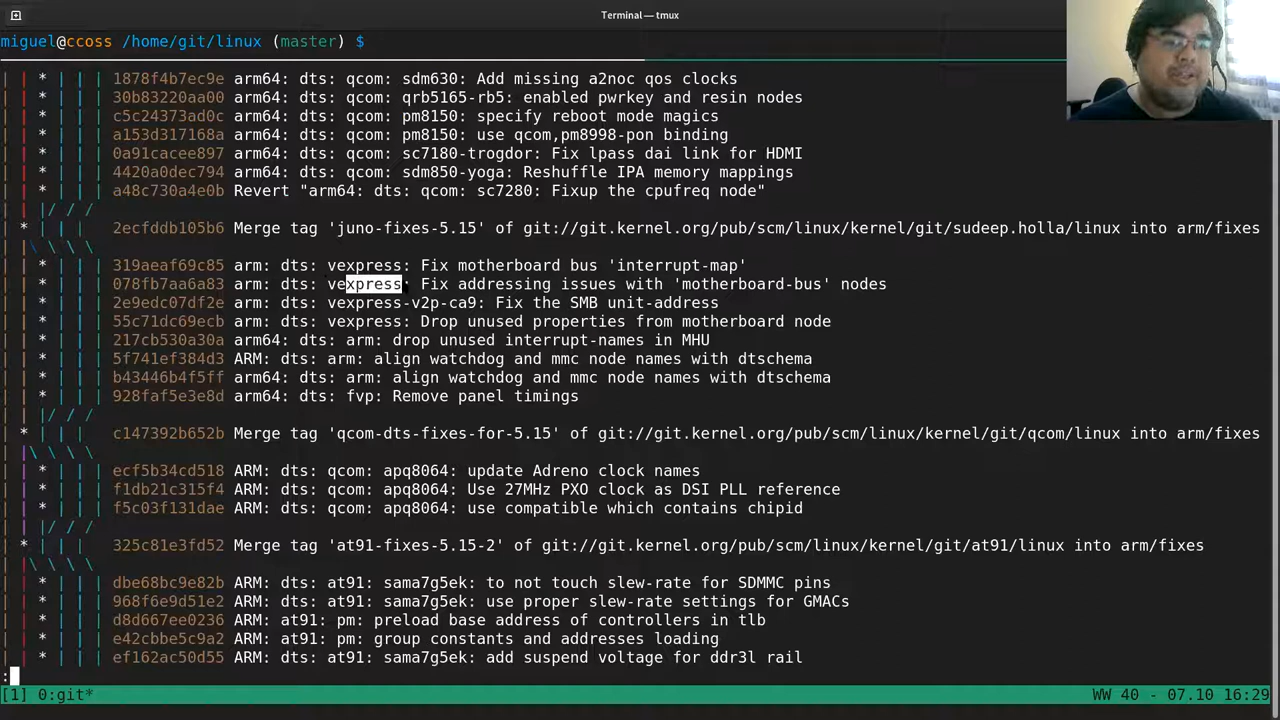 Terminal — tmux
miguel@ccoss /home/git/linux (master) $
| | * | | | 1878f4b7ec9e arm64: dts: qcom: sdm630: Add missing a2noc qos clocks
| | * | | | 30b83220aa00 arm64: dts: qcom: qrb5165-rb5: enabled pwrkey and resin nodes
| | * | | | c5c24373ad0c arm64: dts: qcom: pm8150: specify reboot mode magics
| | * | | | a153d317168a arm64: dts: qcom: pm8150: use qcom,pm8998-pon binding
| | * | | | 0a91cacee897 arm64: dts: qcom: sc7180-trogdor: Fix lpass dai link for HDMI
| | * | | | 4420a0dec794 arm64: dts: qcom: sdm850-yoga: Reshuffle IPA memory mappings
| | * | | | a48c730a4e0b Revert "arm64: dts: qcom: sc7280: Fixup the cpufreq node"
| | |/ / /
| * | | | 2ecfddb105b6 Merge tag 'juno-fixes-5.15' of git://git.kernel.org/pub/scm/linux/kernel/git/sudeep.holla/linux into arm/fixes
| |\ \ \ \
| | * | | | 319aeaf69c85 arm: dts: vexpress: Fix motherboard bus 'interrupt-map'
| | * | | | 078fb7aa6a83 arm: dts: vexpress: Fix addressing issues with 'motherboard-bus' nodes
| | * | | | 2e9edc07df2e arm: dts: vexpress-v2p-ca9: Fix the SMB unit-address
| | * | | | 55c71dc69ecb arm: dts: vexpress: Drop unused properties from motherboard node
| | * | | | 217cb530a30a arm64: dts: arm: drop unused interrupt-names in MHU
| | * | | | 5f741ef384d3 ARM: dts: arm: align watchdog and mmc node names with dtschema
| | * | | | b43446b4f5ff arm64: dts: arm: align watchdog and mmc node names with dtschema
| | * | | | 928faf5e3e8d arm64: dts: fvp: Remove panel timings
| | |/ / /
| * | | | c147392b652b Merge tag 'qcom-dts-fixes-for-5.15' of git://git.kernel.org/pub/scm/linux/kernel/git/qcom/linux into arm/fixes
| |\ \ \ \
| | * | | | ecf5b34cd518 ARM: dts: qcom: apq8064: update Adreno clock names
| | * | | | f1db21c315f4 ARM: dts: qcom: apq8064: Use 27MHz PXO clock as DSI PLL reference
| | * | | | f5c03f131dae ARM: dts: qcom: apq8064: use compatible which contains chipid
| | |/ / /
| * | | | 325c81e3fd52 Merge tag 'at91-fixes-5.15-2' of git://git.kernel.org/pub/scm/linux/kernel/git/at91/linux into arm/fixes
| |\ \ \ \
| | * | | | dbe68bc9e82b ARM: dts: at91: sama7g5ek: to not touch slew-rate for SDMMC pins
| | * | | | 968f6e9d51e2 ARM: dts: at91: sama7g5ek: use proper slew-rate settings for GMACs
| | * | | | d8d667ee0236 ARM: at91: pm: preload base address of controllers in tlb
| | * | | | e42cbbe5c9a2 ARM: at91: pm: group constants and addresses loading
| | * | | | ef162ac50d55 ARM: dts: at91: sama7g5ek: add suspend voltage for ddr3l rail
:
[1] 0:git* WW 40 - 07.10 16:29